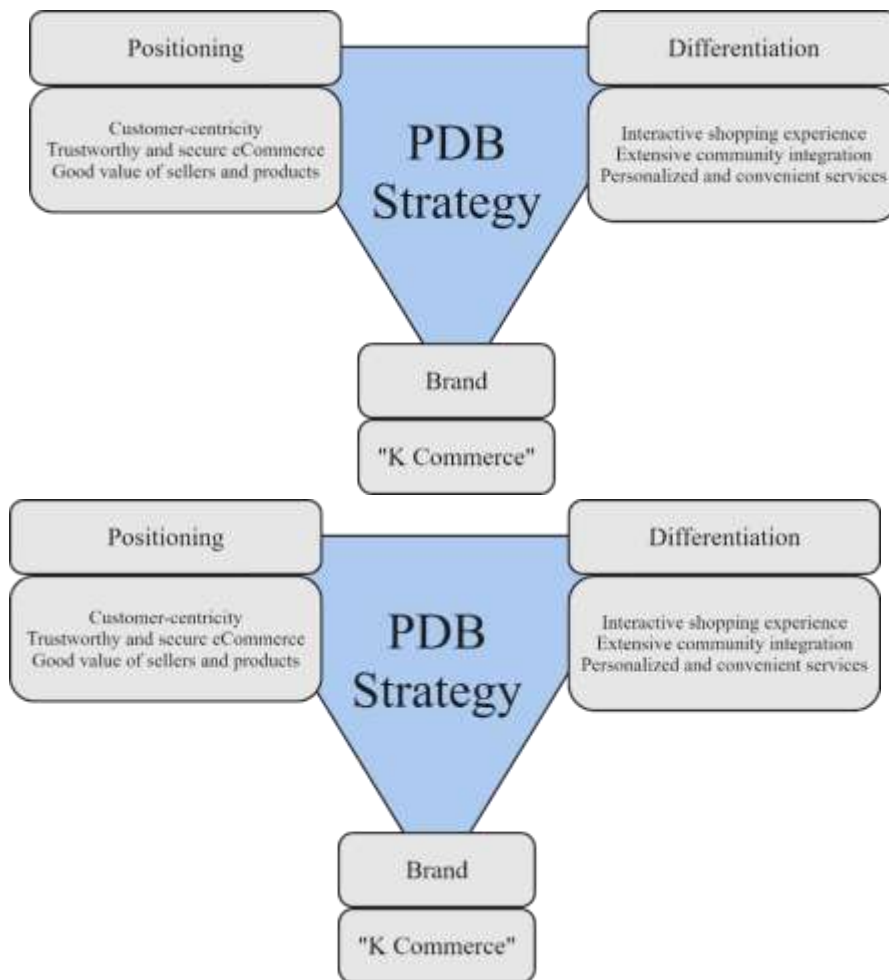 Positioning
Differentiation
Customer-centricity
Trustworthy and secure eCommerce
Good value of sellers and products
Interactive shopping experience
Extensive community integration
Personalized and convenient services
PDB
Strategy
Brand
"K Commerce"
Positioning
Differentiation
Customer-centricity
Trustworthy and secure eCommerce
Good value of sellers and products
Interactive shopping experience
Extensive community integration
Personalized and convenient services
PDB
Strategy
Brand
"K Commerce"